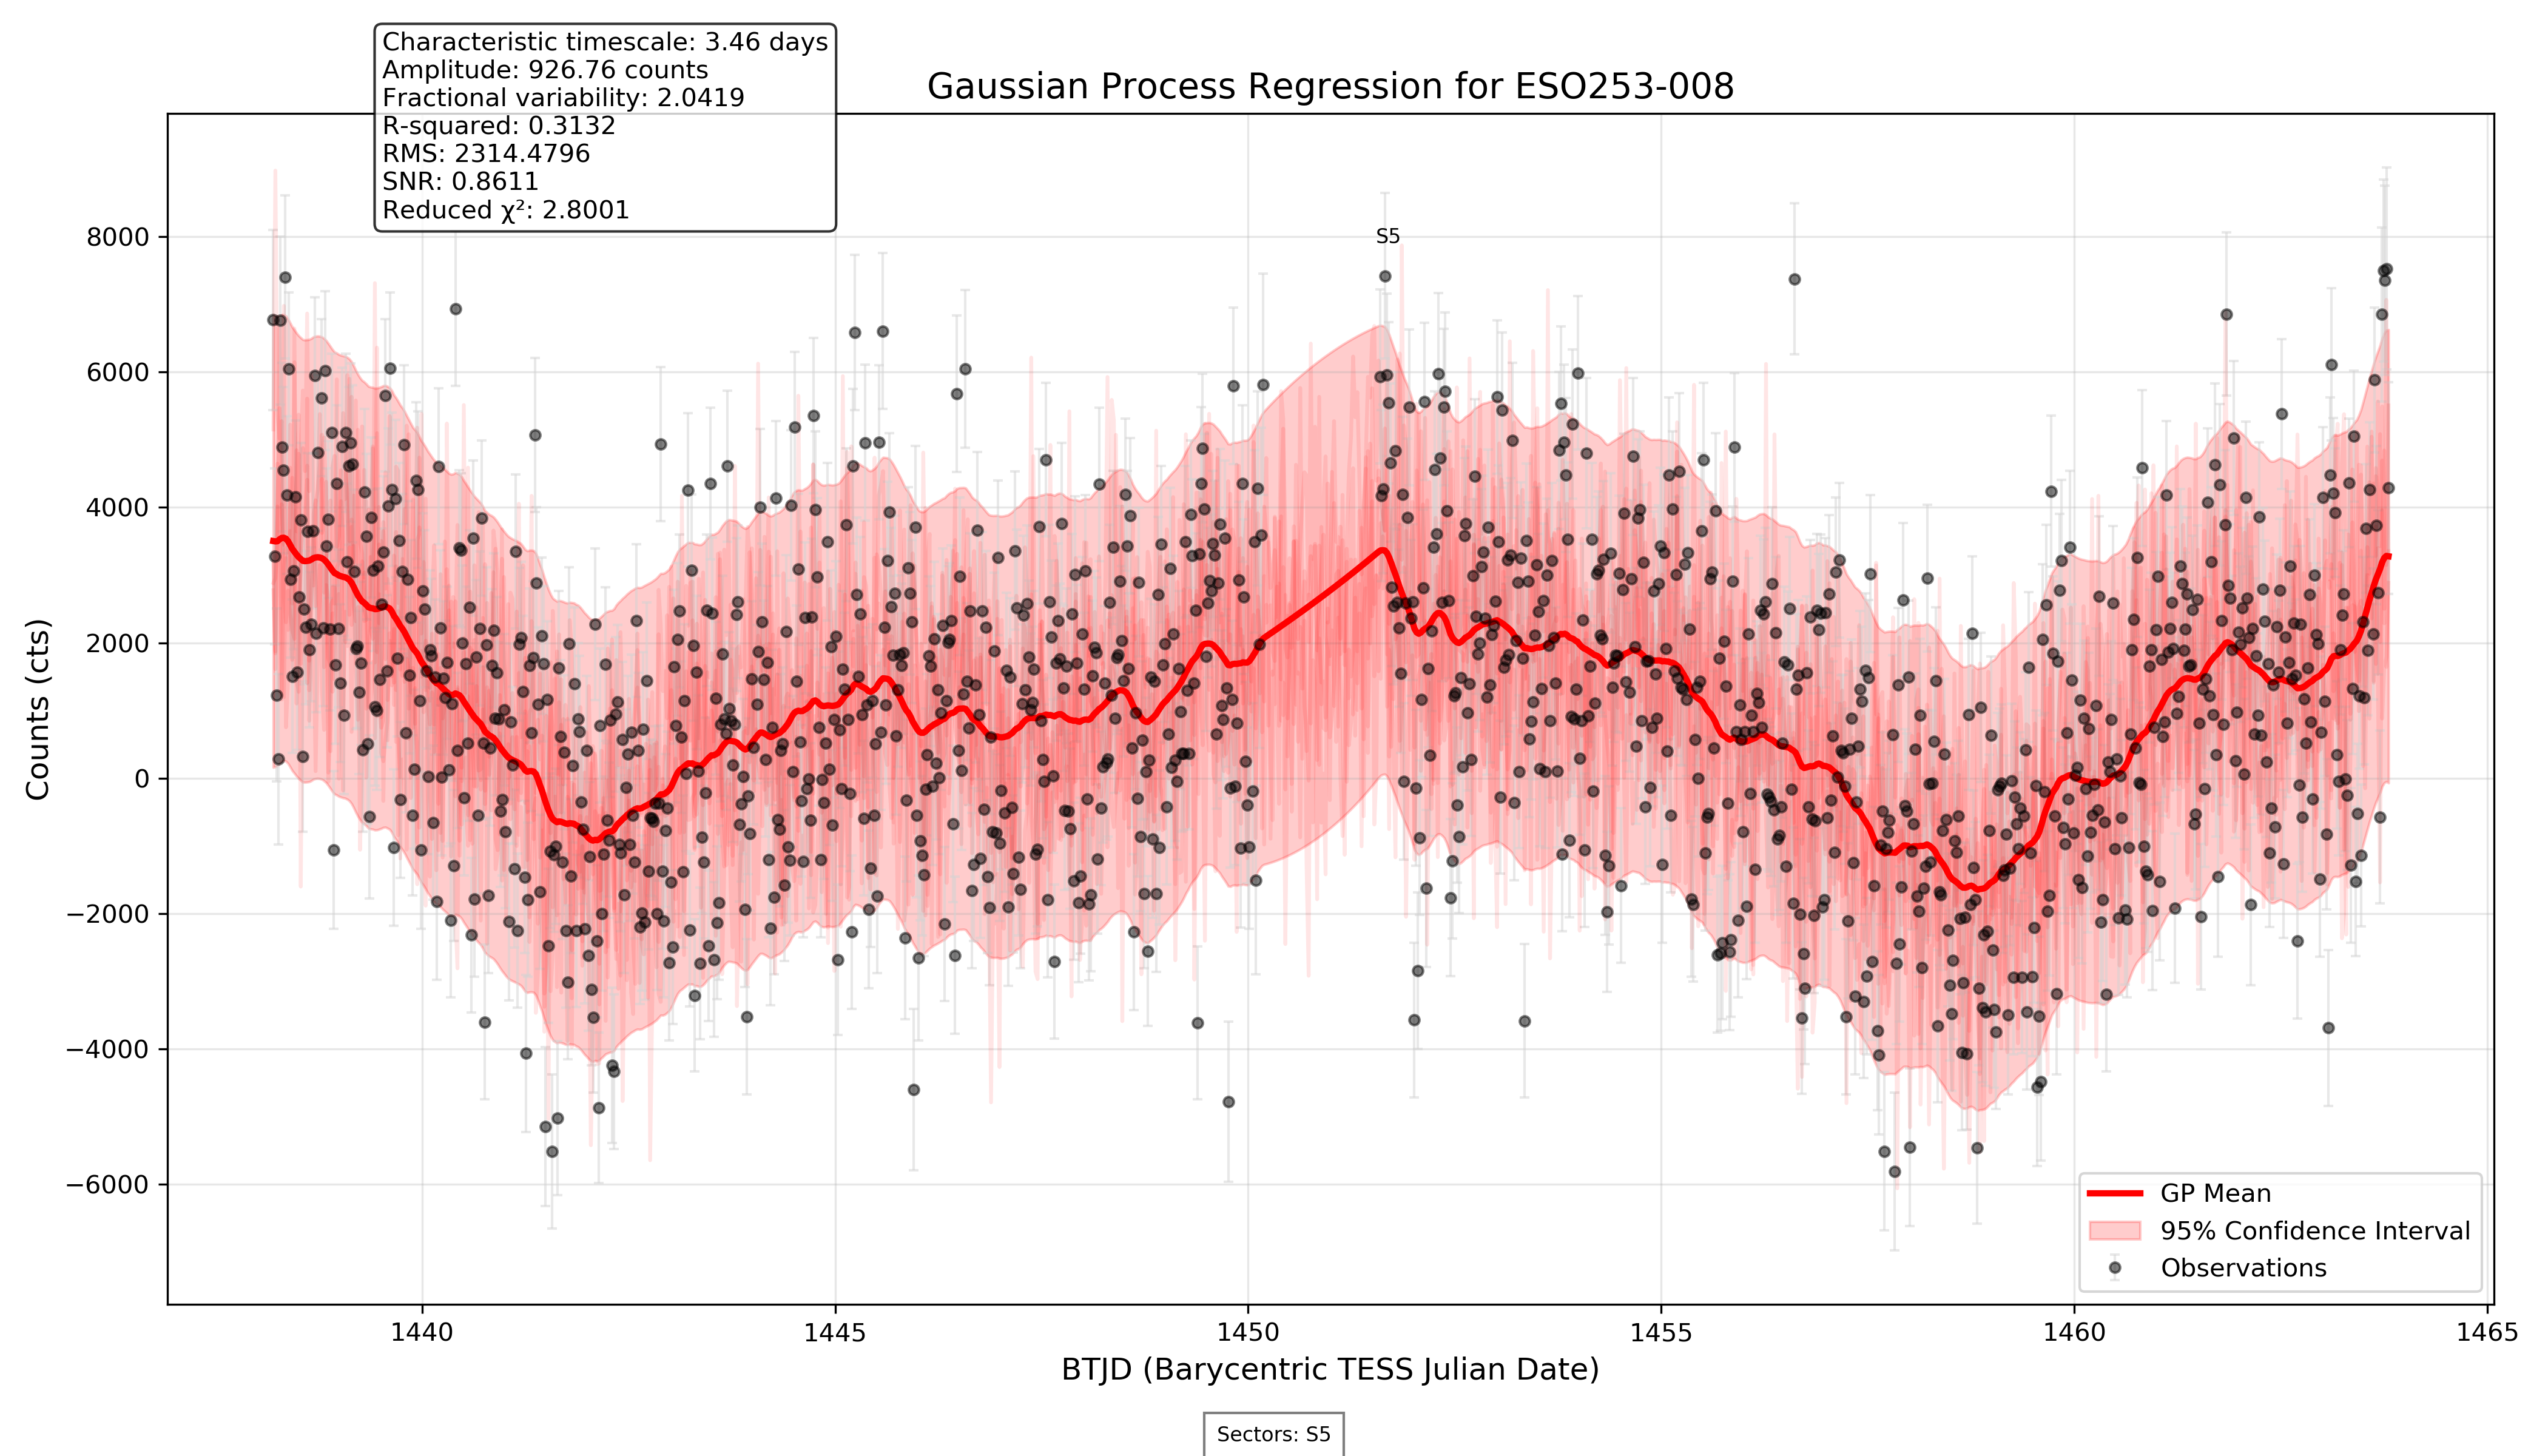 Characteristic timescale: 3.46 days
Amplitude: 926.76 counts
Fractional variability: 2.0419
R-squared: 0.3132
RMS: 2314.4796
SNR: 0.8611
Reduced χ²: 2.8001
Gaussian Process Regression for ESO253-008
S5
Counts (cts)
8000
6000
4000
2000
0
−2000
−4000
−6000
GP Mean
95% Confidence Interval
Observations
1440 1445 1450 1455 1460 1465
BTJD (Barycentric TESS Julian Date)
Sectors: S5